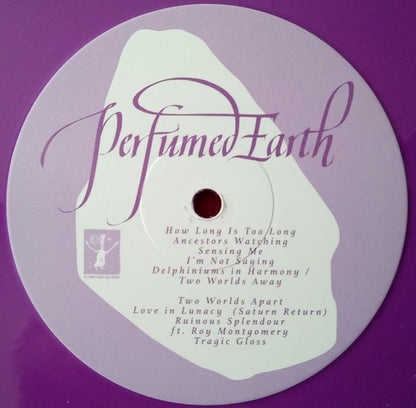 Perfumed Earth
How Long Is Too Long
Ancestors Watching
Sensing Me
I'm Not Saying
Delphiniums in Harmony /
Two Worlds Away
Two Worlds Apart
Love in Lunacy (Saturn Return)
Ruinous Splendour
ft. Roy Montgomery
Tragic Gloss